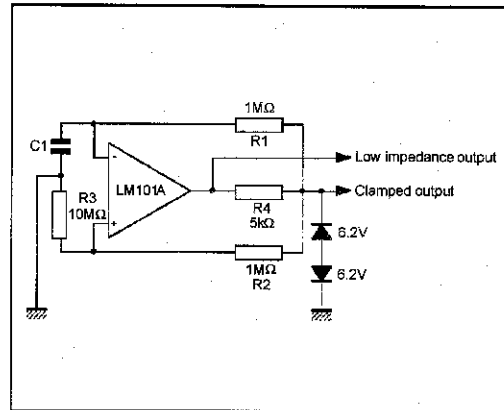 1MΩ
R1
C1
Low impedance output
-
LM101A
R3
10MΩ
Clamped output
+
R4
5kΩ
6.2V
1MΩ
R2
6.2V